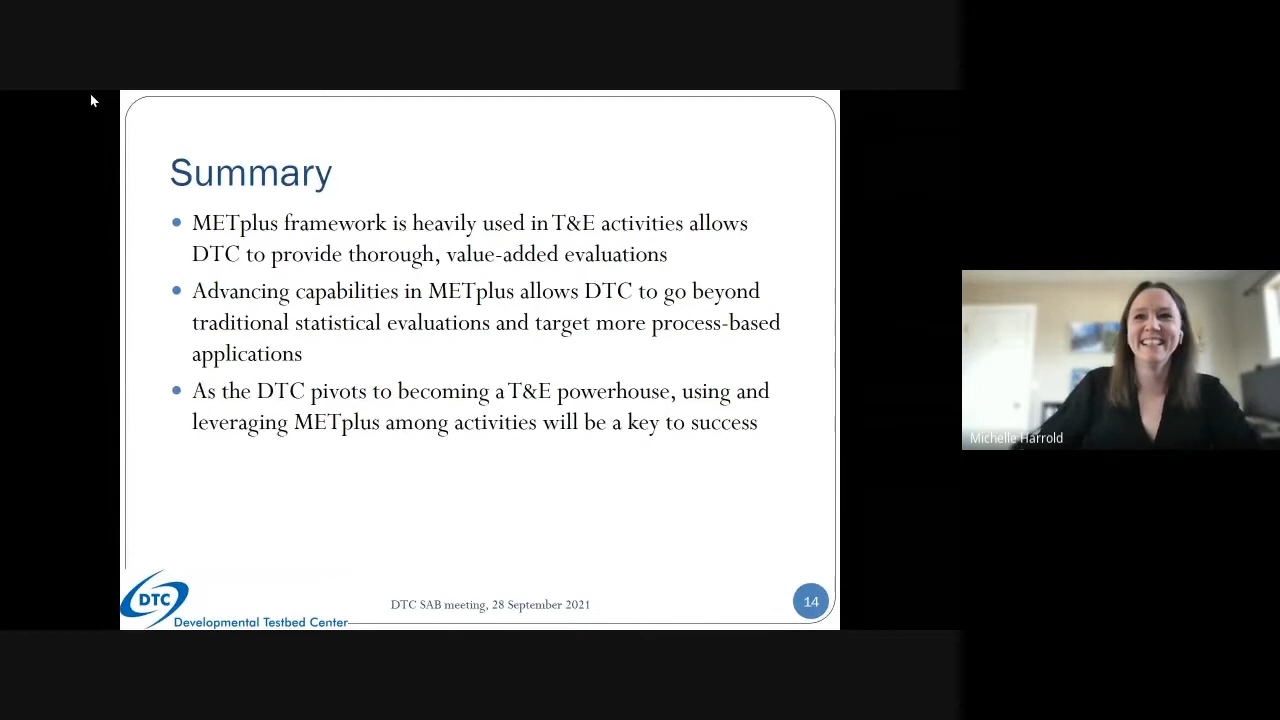 Summary
METplus framework is heavily used in T&E activities allows
DTC to provide thorough, value-added evaluations
Advancing capabilities in METplus allows DTC to go beyond
traditional statistical evaluations and target more process-based
applications
As the DTC pivots to becoming a T&E powerhouse, using and
leveraging METplus among activities will be a key to success
DTC
Developmental Testbed Center
DTC SAB meeting, 28 September 2021
14
Michelle Harrold